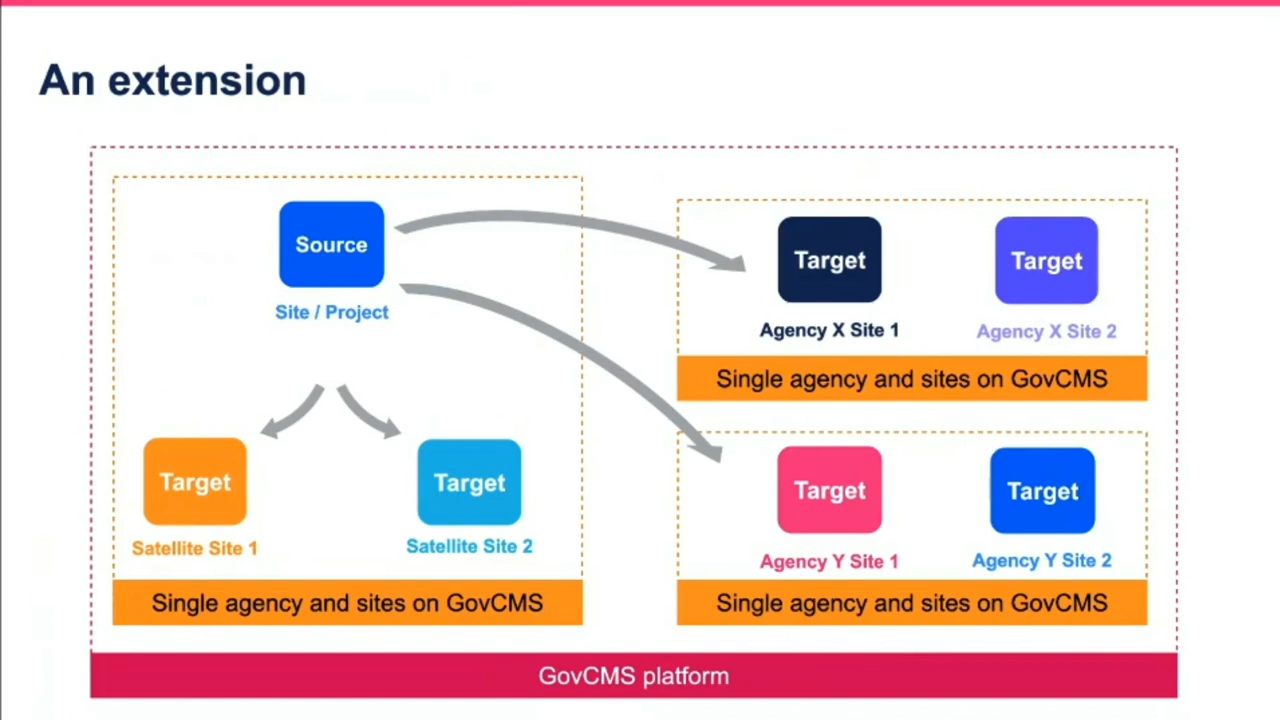 An extension
Source
Site / Project
Target
Satellite Site 1
Target
Satellite Site 2
Single agency and sites on GovCMS
Target
Agency X Site 1
Target
Agency X Site 2
Single agency and sites on GovCMS
Target
Agency Y Site 1
Target
Agency Y Site 2
Single agency and sites on GovCMS
GovCMS platform